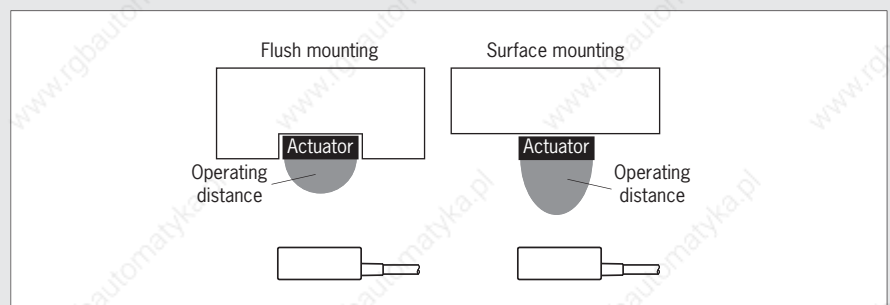 Flush mounting
Surface mounting
Actuator
Actuator
Operating
distance
Operating
distance
www.rgbautomatyka.pl